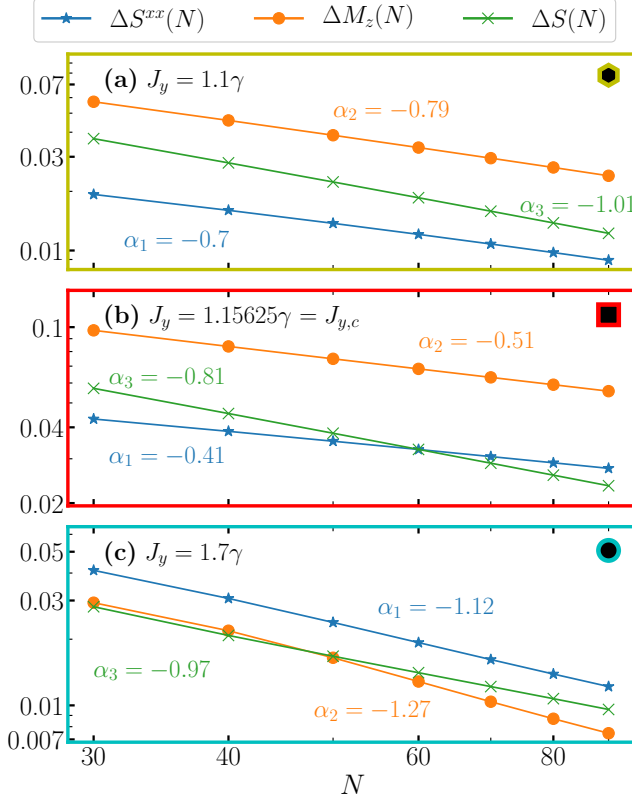 ΔS^{xx}(N) ΔM_z(N) ΔS(N)
(a) J_y = 1.1γ
α_2 = −0.79
α_3 = −1.01
α_1 = −0.7
0.07
0.03
0.01
(b) J_y = 1.15625γ = J_{y,c}
α_2 = −0.51
α_3 = −0.81
α_1 = −0.41
0.1
0.04
0.02
(c) J_y = 1.7γ
α_1 = −1.12
α_3 = −0.97
α_2 = −1.27
0.05
0.03
0.01
0.007
30 40 60 80
N